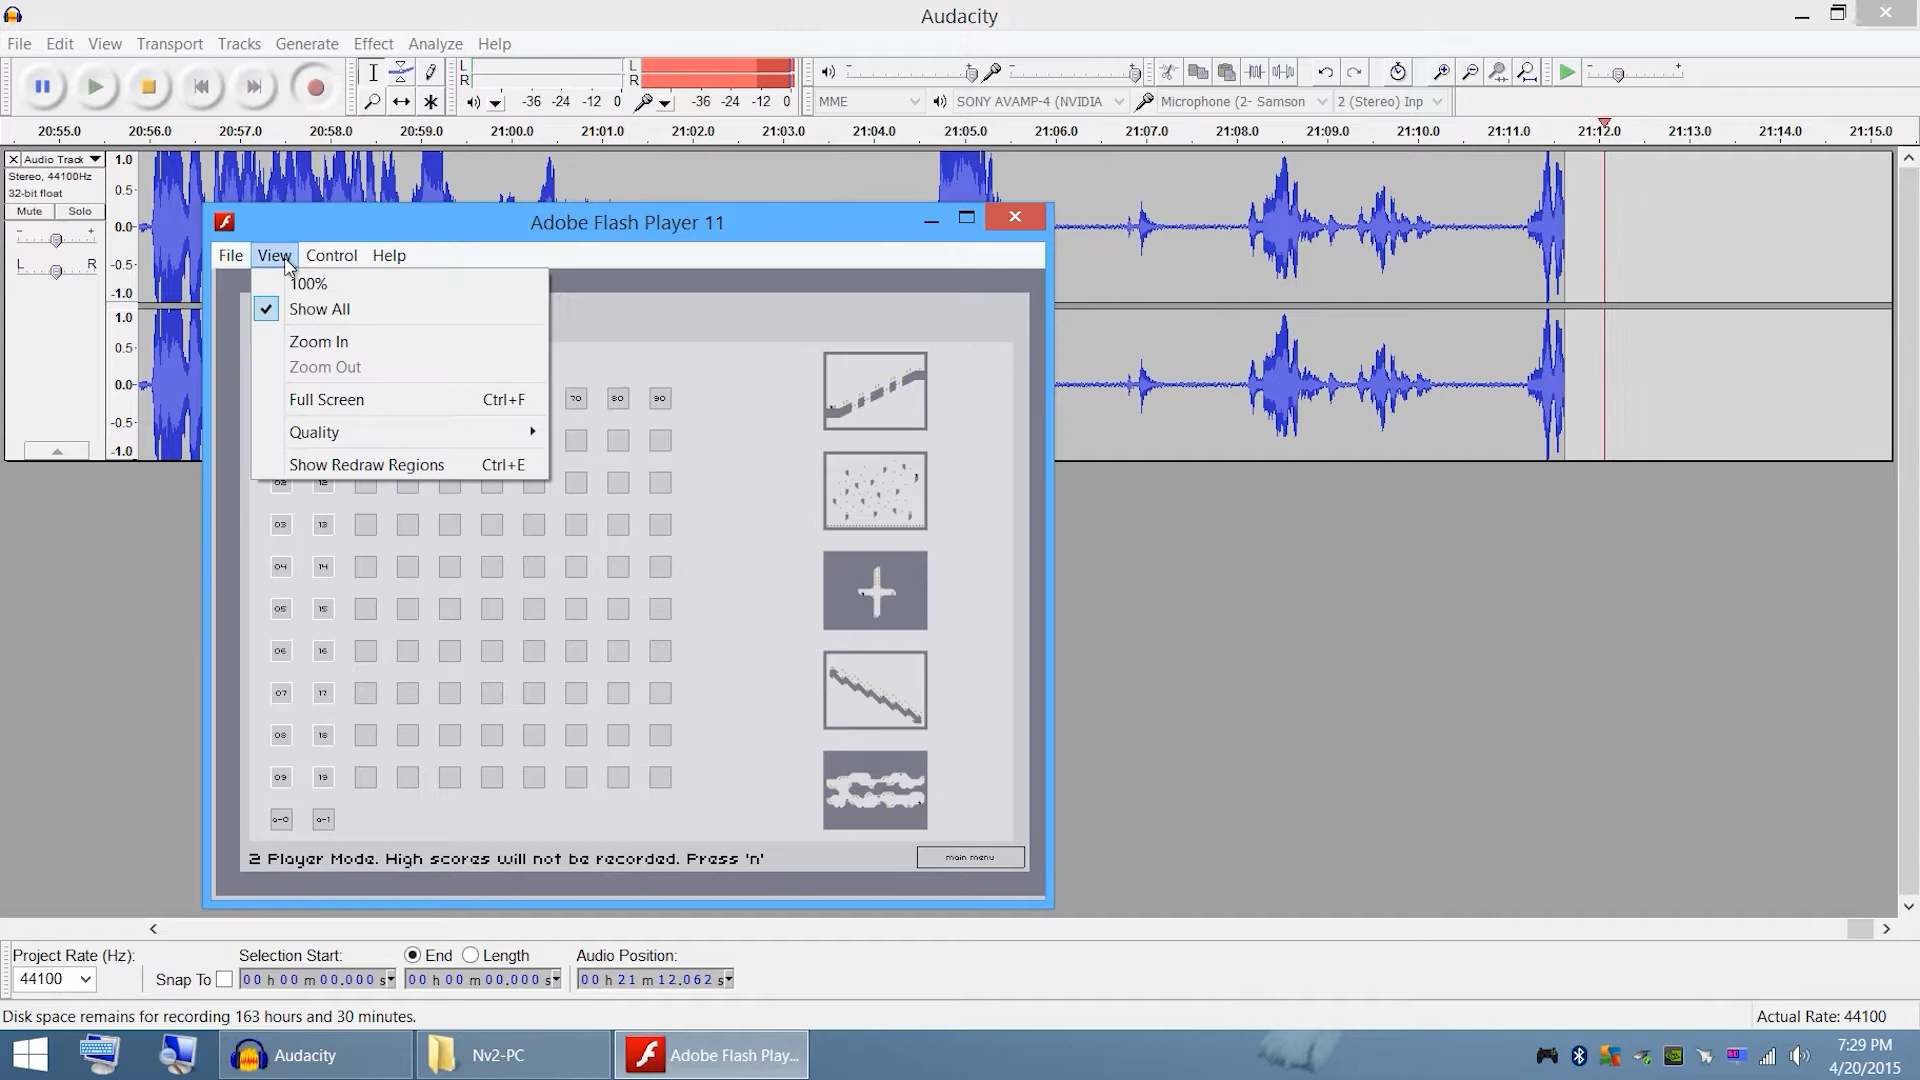 Audacity
File Edit View Transport Tracks Generate Effect Analyze Help
L
R
-36 -24 -12 0
L
R
-36 -24 -12 0
MME
SONY AVAMP-4 (NVIDIA
Microphone (2- Samson
2 (Stereo) Inp
20:55.0 20:56.0 20:57.0 20:58.0 20:59.0 21:00.0 21:01.0 21:02.0 21:03.0 21:04.0 21:05.0 21:06.0 21:07.0 21:08.0 21:09.0 21:10.0 21:11.0 21:12.0 21:13.0 21:14.0 21:15.0
Audio Track
Stereo, 44100Hz
32-bit float
Mute Solo
- +
L R
1.0
0.5-
0.0-
-0.5-
-1.0
1.0
0.5-
0.0-
-0.5-
-1.0
Adobe Flash Player 11
File View Control Help
100%
Show All
Zoom In
Zoom Out
Full Screen Ctrl+F
Quality
Show Redraw Regions Ctrl+E
70 80 90
02 12
03 13
04 14
05 15
06 16
07 17
08 18
09 19
a-0 a-1
2 Player Mode. High scores will not be recorded. Press 'n'
main menu
Project Rate (Hz):
44100
Snap To
Selection Start:
00 h 00 m 00.000 s
End Length
00 h 00 m 00.000 s
Audio Position:
00 h 21 m 12.062 s
Disk space remains for recording 163 hours and 30 minutes.
Actual Rate: 44100
Audacity
Nv2-PC
Adobe Flash Play...
7:29 PM
4/20/2015